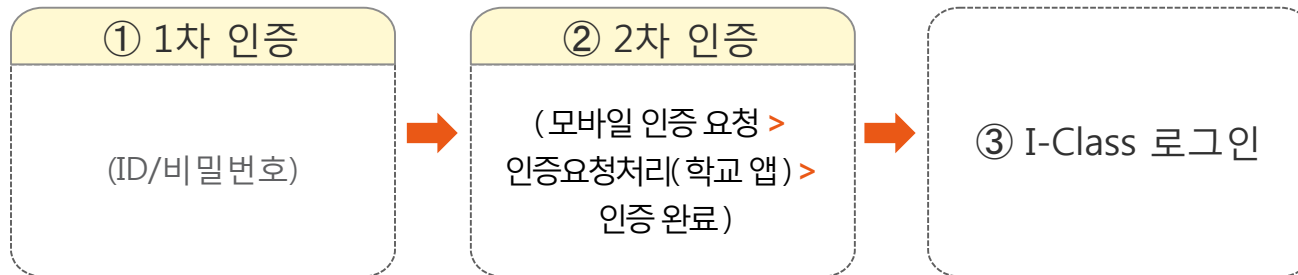 ① 1차 인증
(ID/비밀번호)
② 2차 인증
( 모바일 인증 요청 >
인증요청처리( 학교 앱 ) >
인증 완료 )
③ I-Class 로그인